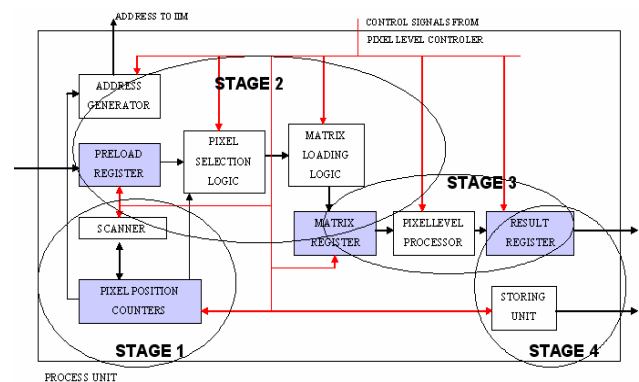 ADDRESS TO IIM
CONTROL SIGNALS FROM
PIXEL LEVEL CONTROLER
ADDRESS
GENERATOR
STAGE 2
PRELOAD
REGISTER
PIXEL
SELECTION
LOGIC
MATRIX
LOADING
LOGIC
STAGE 3
SCANNER
MATRIX
REGISTER
PIXELLEVEL
PROCESSOR
RESULT
REGISTER
PIXEL POSITION
COUNTERS
STORING
UNIT
STAGE 1
STAGE 4
PROCESS UNIT